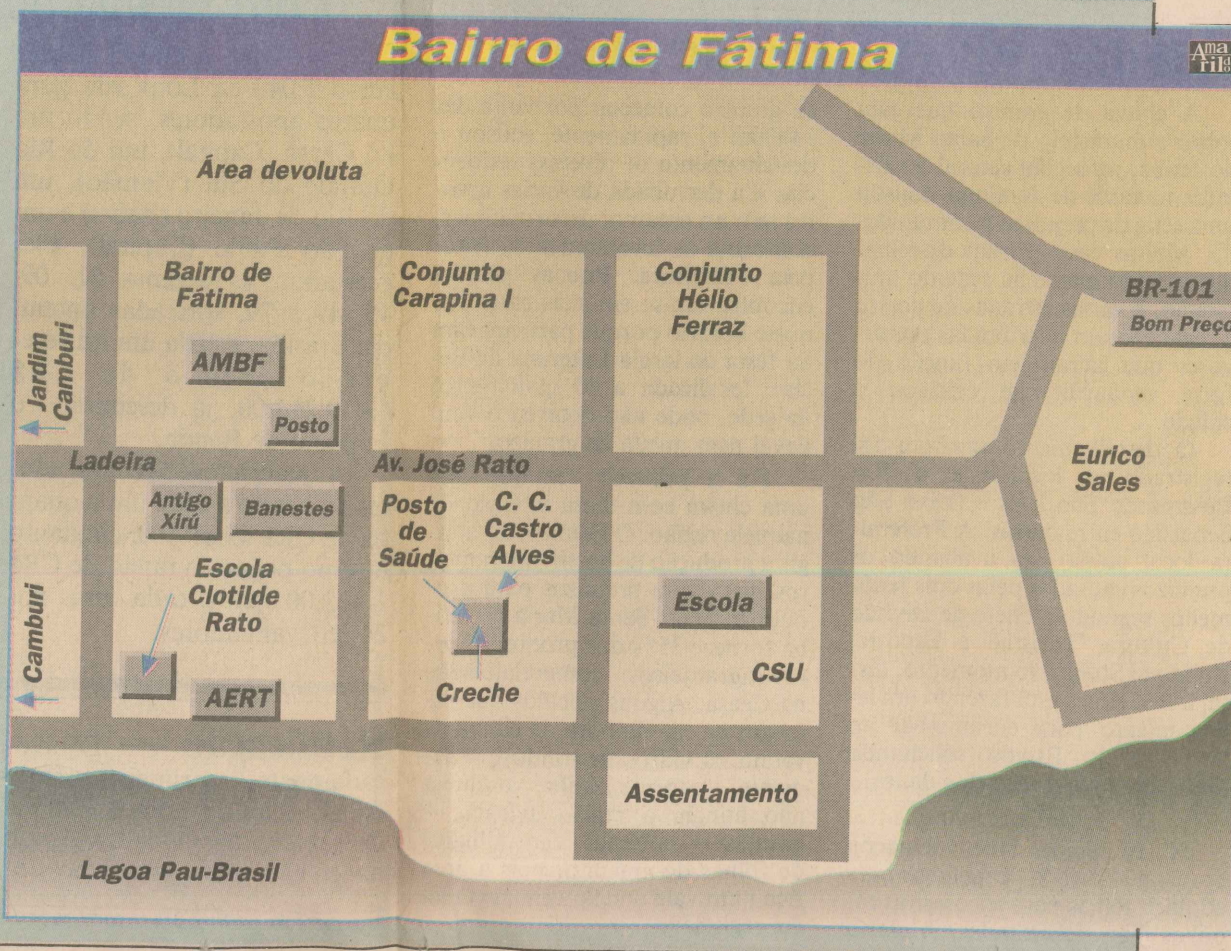 Bairro de Fátima
Ama
rildo
Área devoluta
Bairro de
Fátima
Conjunto
Carapina I
Conjunto
Hélio
Ferraz
BR-101
Bom Preço
Jardim
Camburi
AMBF
Posto
Ladeira
Av. José Rato
Eurico
Sales
Antigo
Xirú
Banestes
Posto
de
Saúde
C. C.
Castro
Alves
Escola
Clotilde
Rato
Escola
Camburi
AERT
Creche
CSU
Assentamento
Lagoa Pau-Brasil